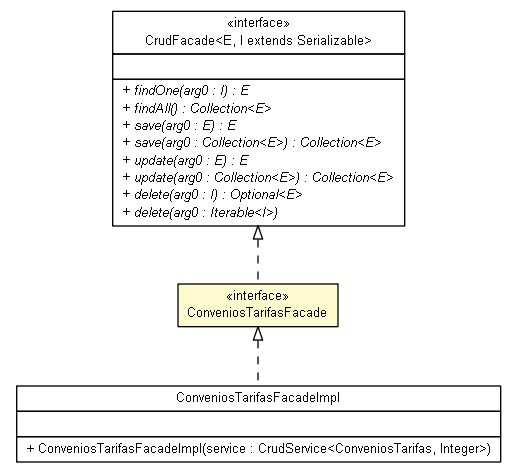 «interface»
CrudFacade<E, I extends Serializable>
+ findOne(arg0 : I) : E
+ findAll() : Collection<E>
+ save(arg0 : E) : E
+ save(arg0 : Collection<E>) : Collection<E>
+ update(arg0 : E) : E
+ update(arg0 : Collection<E>) : Collection<E>
+ delete(arg0 : I) : Optional<E>
+ delete(arg0 : Iterable<I>)
«interface»
ConveniosTarifasFacade
ConveniosTarifasFacadeImpl
+ ConveniosTarifasFacadeImpl(service : CrudService<ConveniosTarifas, Integer>)